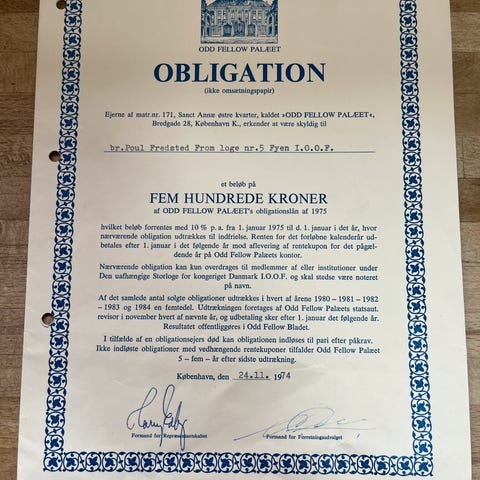 ODD FELLOW PALÆET
OBLIGATION
(ikke omsætningspapir)
Ejerne af matr.nr. 171, Sanct Annæ østre kvarter, kaldet »ODD FELLOW PALÆET«,
Bredgade 28, København K., erkender at være skyldig til
br.Poul Fredsted From loge nr.5 Fyen I.O.O.F.
et beløb på
FEM HUNDREDE KRONER
af ODD FELLOW PALÆET's obligationslån af 1975
hvilket beløb forrentes med 10 % p. a. fra 1. januar 1975 til d. 1. januar i det år, hvor
nærværende obligation udtrækkes til indfrielse. Renten for det forløbne kalenderår ud-
betales efter 1. januar i det følgende år mod aflevering af rentekupon for det pågæl-
dende år på Odd Fellow Palæets kontor.
Nærværende obligation kan kun overdrages til medlemmer af eller institutioner under
Den uafhængige Storloge for kongeriget Danmark I.O.O.F. og skal stedse være noteret
på navn.
Af det samlede antal solgte obligationer udtrækkes i hvert af årene 1980 – 1981 – 1982
– 1983 og 1984 en femtedel. Udtrækningen foretages af Odd Fellow Palæets statsaut.
revisor i november hvert af nævnte år, og udbetaling sker efter 1. januar det følgende år.
Resultatet offentliggøres i Odd Fellow Bladet.
I tilfælde af en obligationsejers død kan obligationen indløses til pari efter påkrav.
Ikke indløste obligationer med vedhængende rentekuponer tilfalder Odd Fellow Palæet
5 – fem – år efter sidste udtrækning.
København, den 24.11. 1974
Formand for Repræsentantskabet
Formand for Forretningsudvalget